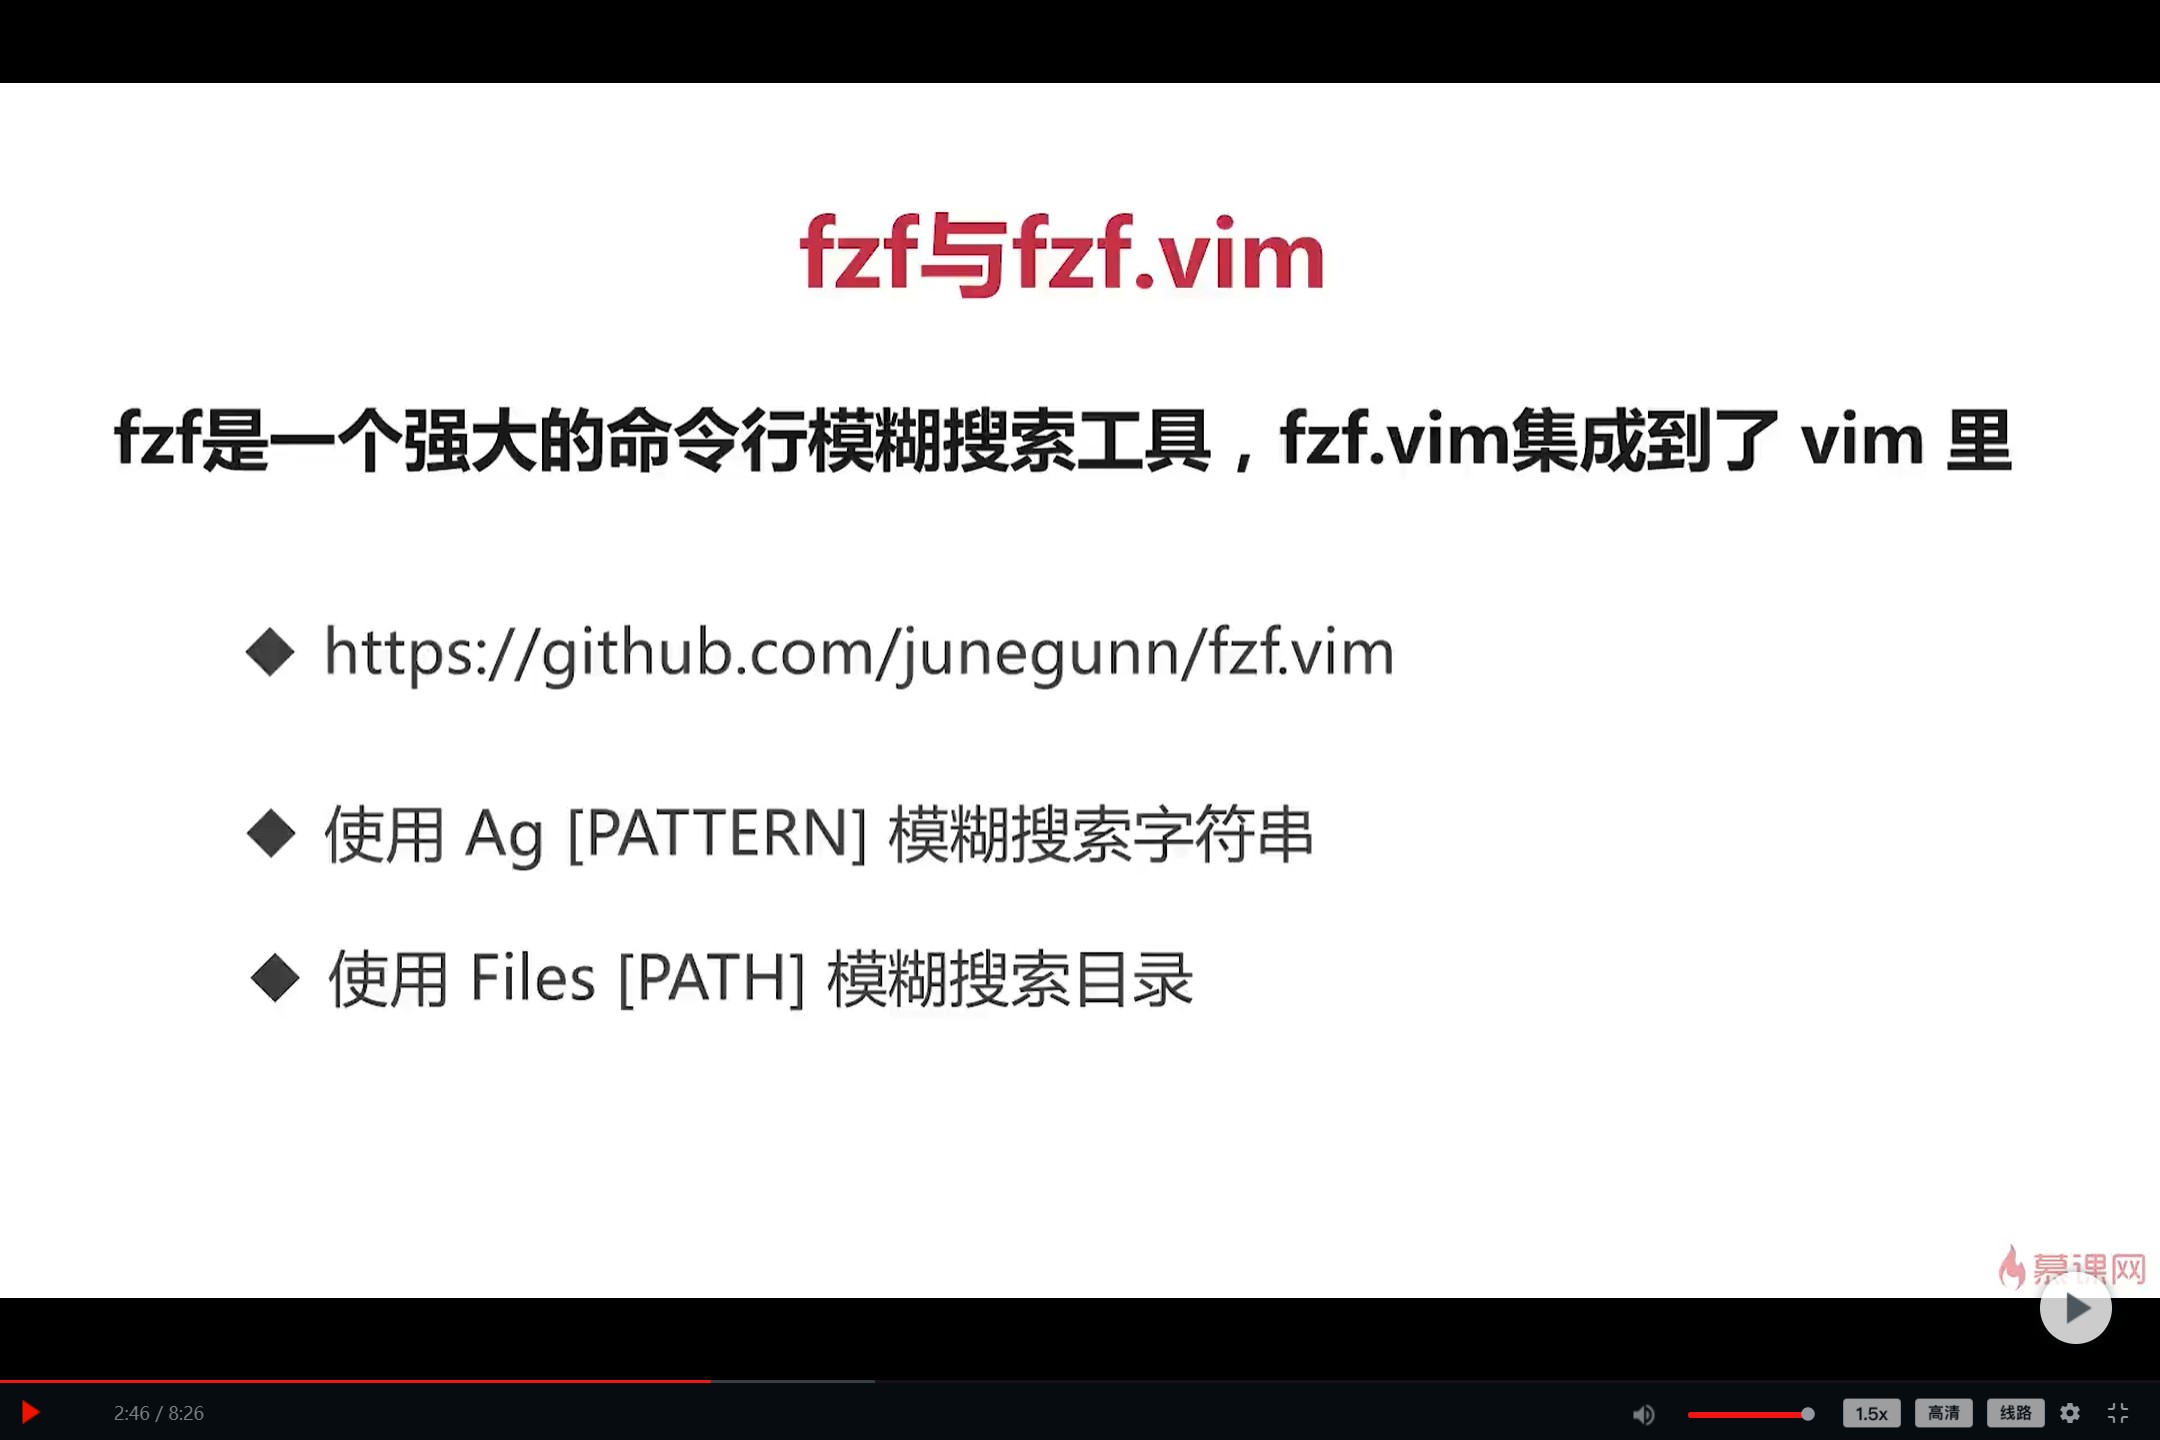 fzf与fzf.vim
fzf是一个强大的命令行模糊搜索工具，fzf.vim集成到了 vim 里
◆ https://github.com/junegunn/fzf.vim
◆ 使用 Ag [PATTERN] 模糊搜索字符串
◆ 使用 Files [PATH] 模糊搜索目录
慕课网
2:46 / 8:26
1.5x
高清
线路